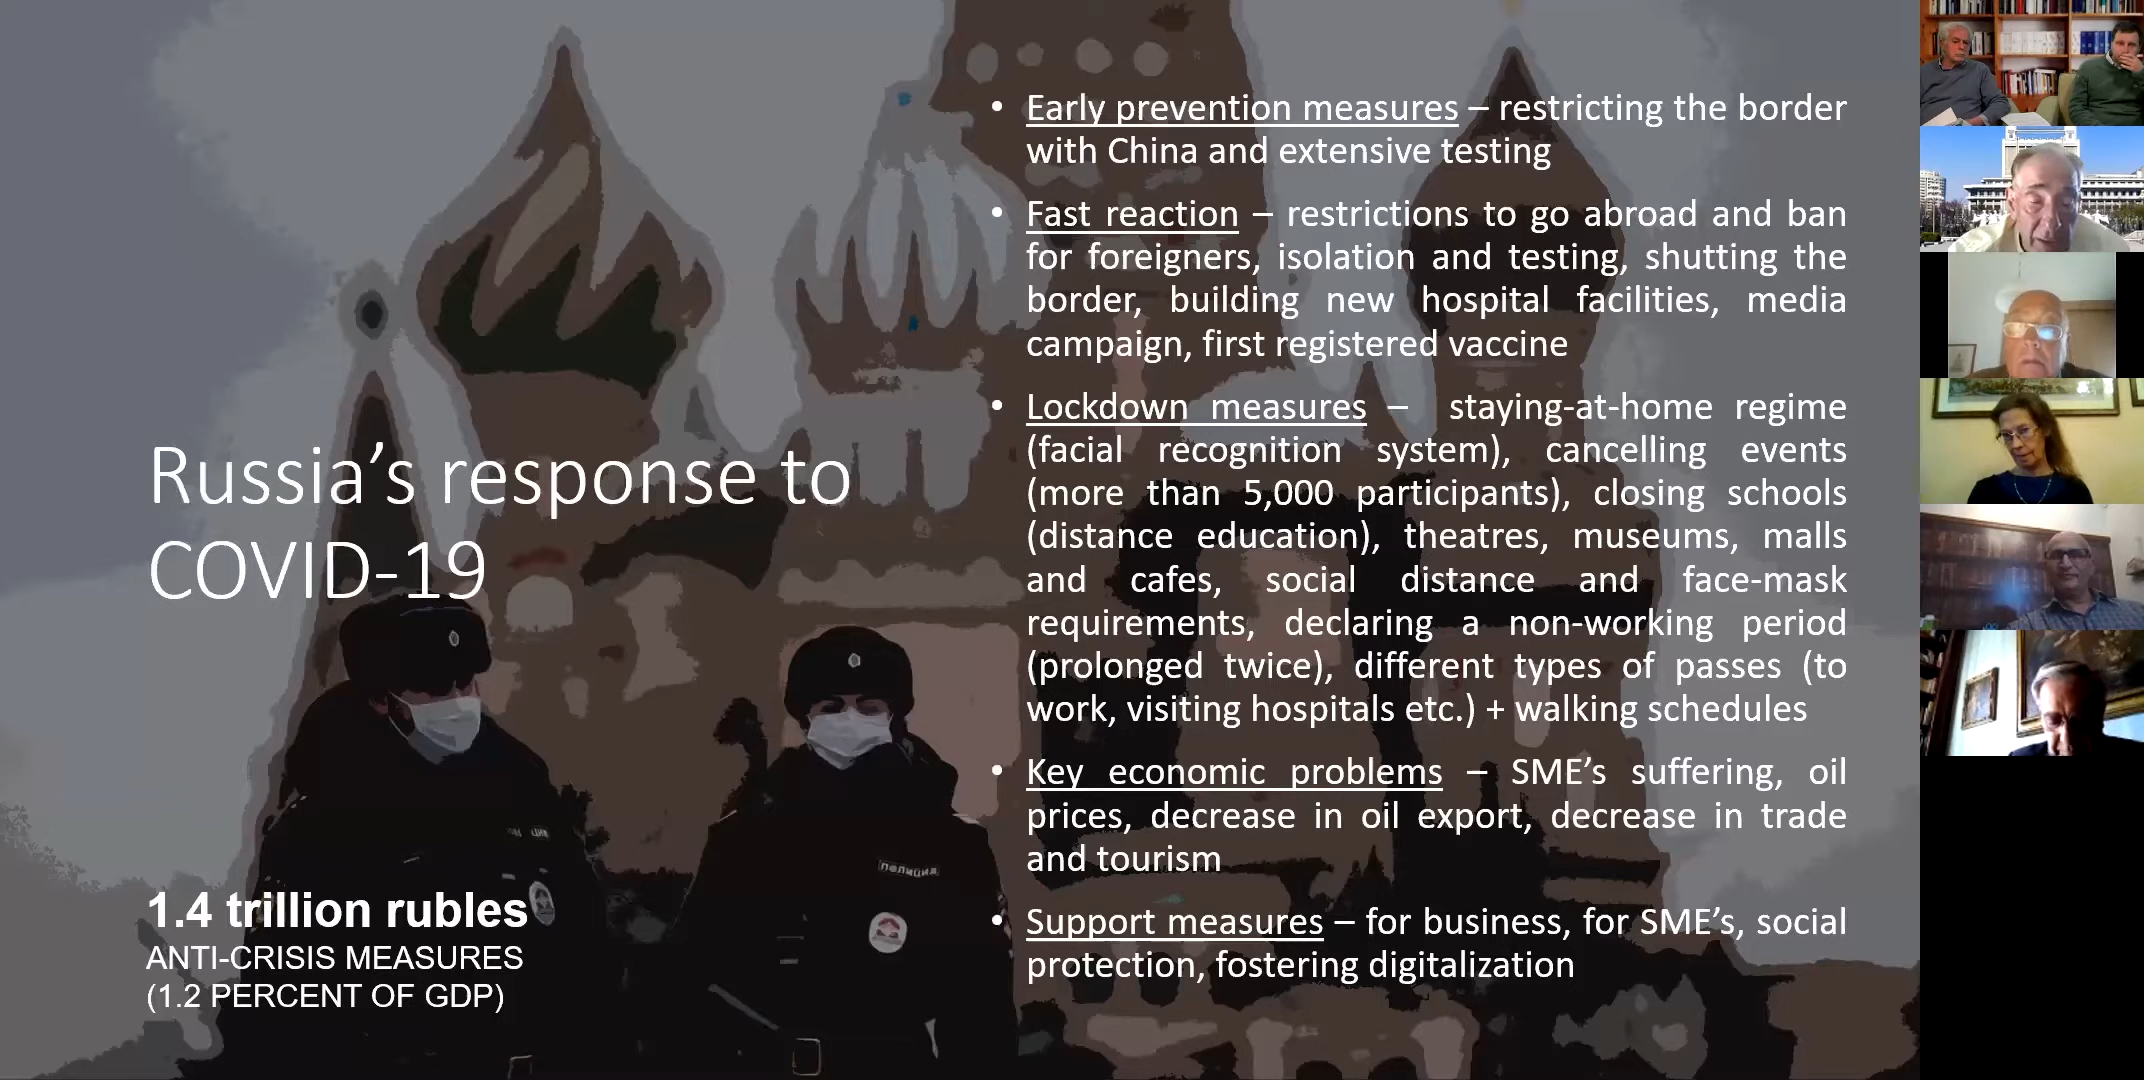 Russia’s response to
COVID-19
1.4 trillion rubles
ANTI-CRISIS MEASURES
(1.2 PERCENT OF GDP)
• Early prevention measures – restricting the border
with China and extensive testing
• Fast reaction – restrictions to go abroad and ban
for foreigners, isolation and testing, shutting the
border, building new hospital facilities, media
campaign, first registered vaccine
• Lockdown measures – staying-at-home regime
(facial recognition system), cancelling events
(more than 5,000 participants), closing schools
(distance education), theatres, museums, malls
and cafes, social distance and face-mask
requirements, declaring a non-working period
(prolonged twice), different types of passes (to
work, visiting hospitals etc.) + walking schedules
• Key economic problems – SME’s suffering, oil
prices, decrease in oil export, decrease in trade
and tourism
• Support measures – for business, for SME’s, social
protection, fostering digitalization
полиция